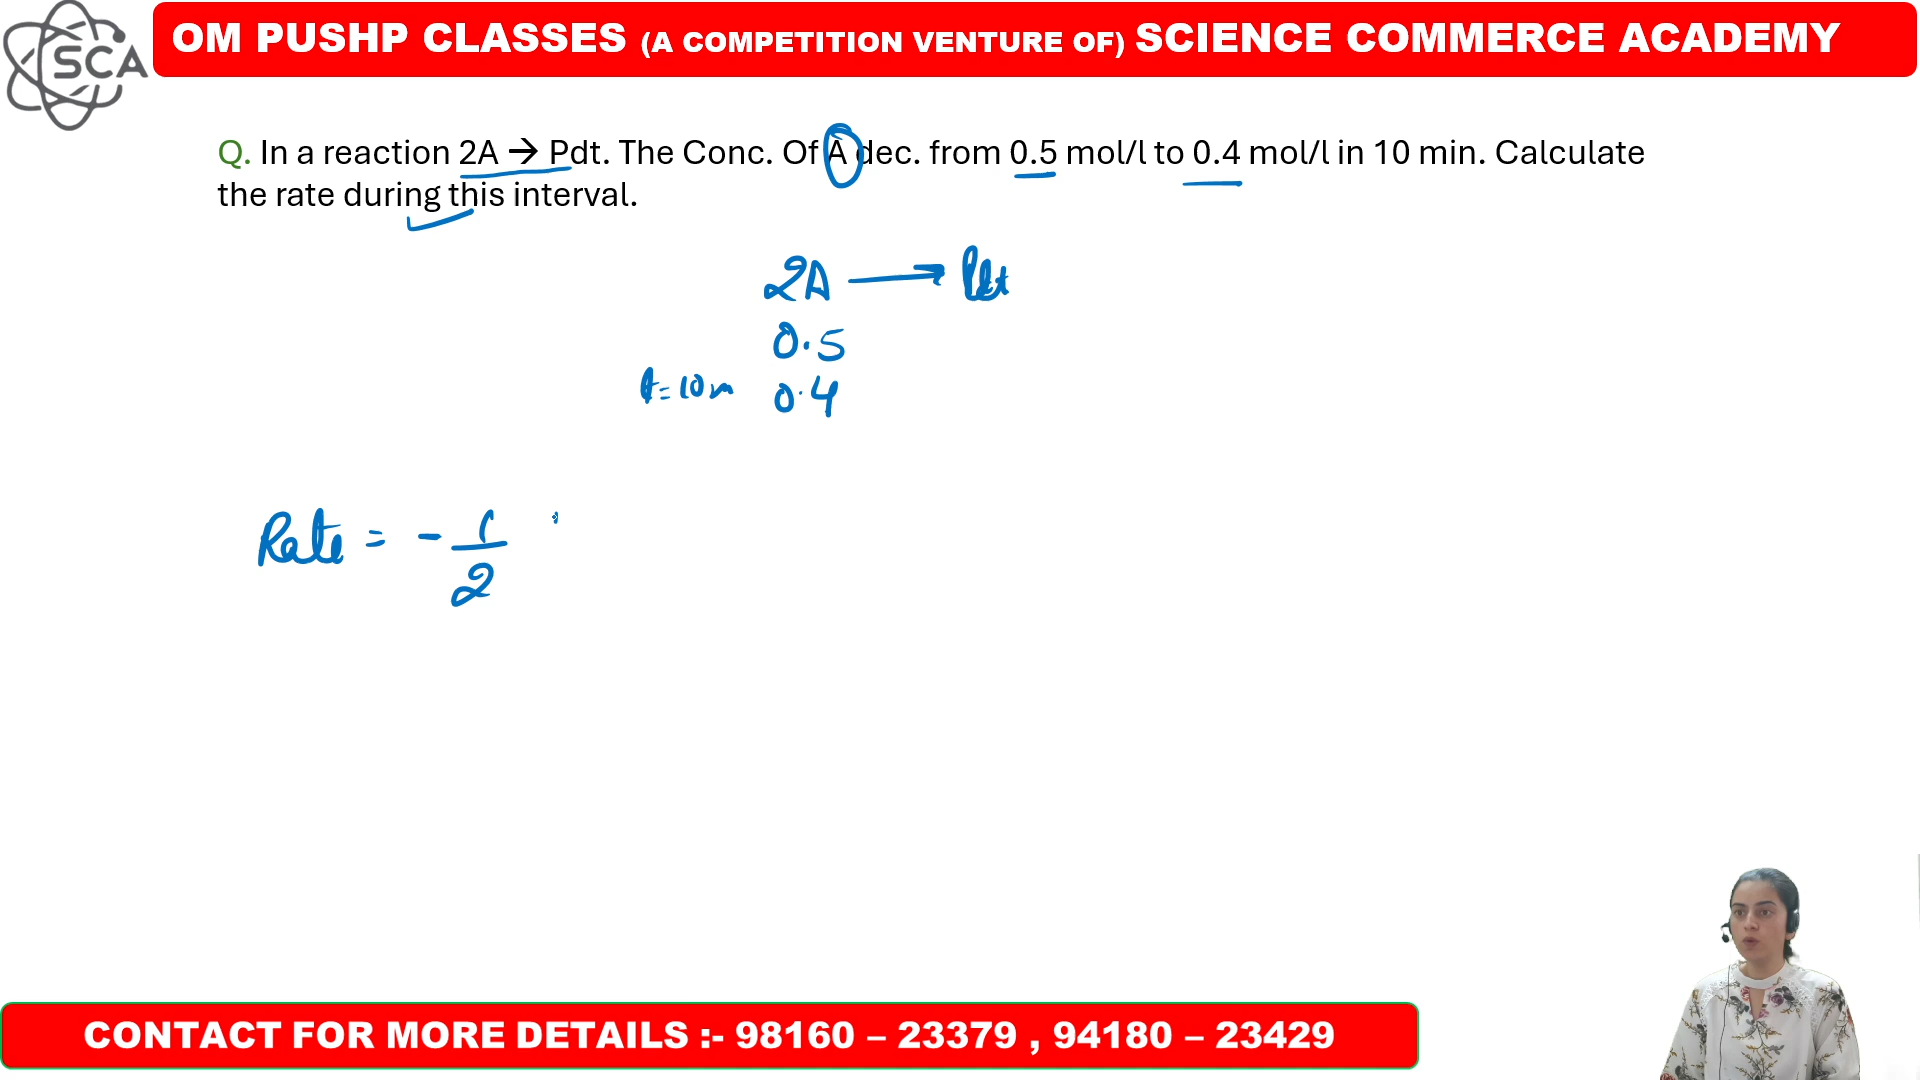 SCA
OM PUSHP CLASSES (A COMPETITION VENTURE OF) SCIENCE COMMERCE ACADEMY
Q. In a reaction 2A → Pdt. The Conc. Of A dec. from 0.5 mol/l to 0.4 mol/l in 10 min. Calculate
the rate during this interval.
2A → Pdt
0.5
t=10m 0.4
Rate = - 1/2
CONTACT FOR MORE DETAILS :- 98160 – 23379 , 94180 – 23429